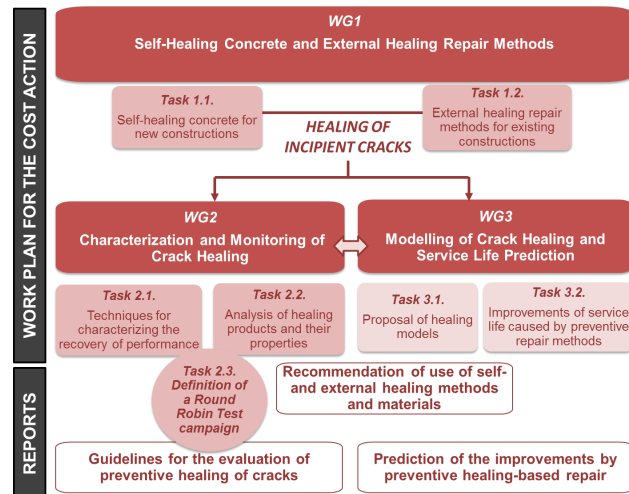 WORK PLAN FOR THE COST ACTION
WG1
Self-Healing Concrete and External Healing Repair Methods
Task 1.1.
Self-healing concrete for
new constructions
Task 1.2.
External healing repair
methods for existing
constructions
HEALING OF
INCIPIENT CRACKS
WG2
Characterization and Monitoring of
Crack Healing
WG3
Modelling of Crack Healing and
Service Life Prediction
Task 2.1.
Techniques for
characterizing the
recovery of performance
Task 2.2.
Analysis of healing
products and their
properties
Task 3.1.
Proposal of healing
models
Task 3.2.
Improvements of service
life caused by preventive
repair methods
Task 2.3.
Definition of
a Round
Robin Test
campaign
REPORTS
Recommendation of use of self-
and external healing methods
and materials
Guidelines for the evaluation of
preventive healing of cracks
Prediction of the improvements by
preventive healing-based repair